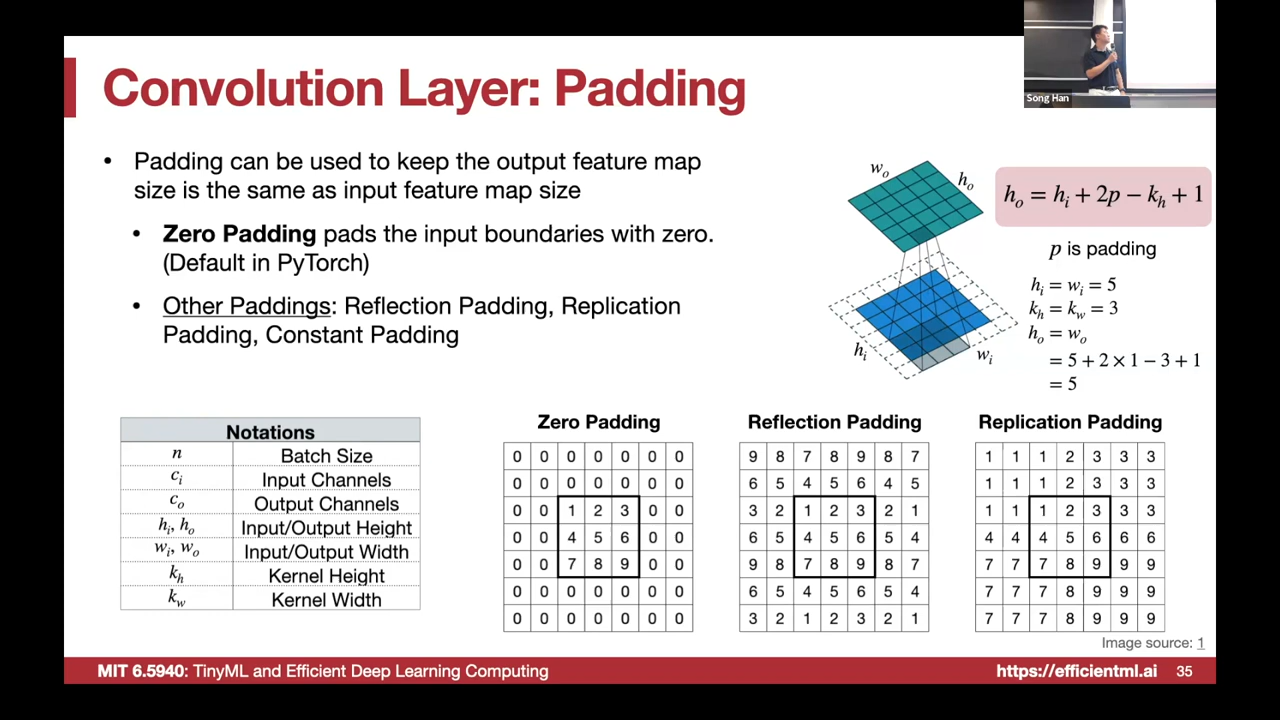 Song Han
Convolution Layer: Padding
• Padding can be used to keep the output feature map
size is the same as input feature map size
• Zero Padding pads the input boundaries with zero.
(Default in PyTorch)
• Other Paddings: Reflection Padding, Replication
Padding, Constant Padding
wₒ
hₒ
hᵢ
wᵢ
hₒ = hᵢ + 2p − kₕ + 1
p is padding
hᵢ = wᵢ = 5
kₕ = k_w = 3
hₒ = wₒ
= 5 + 2 × 1 − 3 + 1
= 5
Notations
n Batch Size
cᵢ Input Channels
cₒ Output Channels
hᵢ, hₒ Input/Output Height
wᵢ, wₒ Input/Output Width
kₕ Kernel Height
k_w Kernel Width
Zero Padding
0 0 0 0 0 0 0
0 0 0 0 0 0 0
0 0 1 2 3 0 0
0 0 4 5 6 0 0
0 0 7 8 9 0 0
0 0 0 0 0 0 0
0 0 0 0 0 0 0
Reflection Padding
9 8 7 8 9 8 7
6 5 4 5 6 4 5
3 2 1 2 3 2 1
6 5 4 5 6 5 4
9 8 7 8 9 8 7
6 5 4 5 6 5 4
3 2 1 2 3 2 1
Replication Padding
1 1 1 2 3 3 3
1 1 1 2 3 3 3
1 1 1 2 3 3 3
4 4 4 5 6 6 6
7 7 7 8 9 9 9
7 7 7 8 9 9 9
7 7 7 8 9 9 9
Image source: 1
MIT 6.5940: TinyML and Efficient Deep Learning Computing
https://efficientml.ai
35